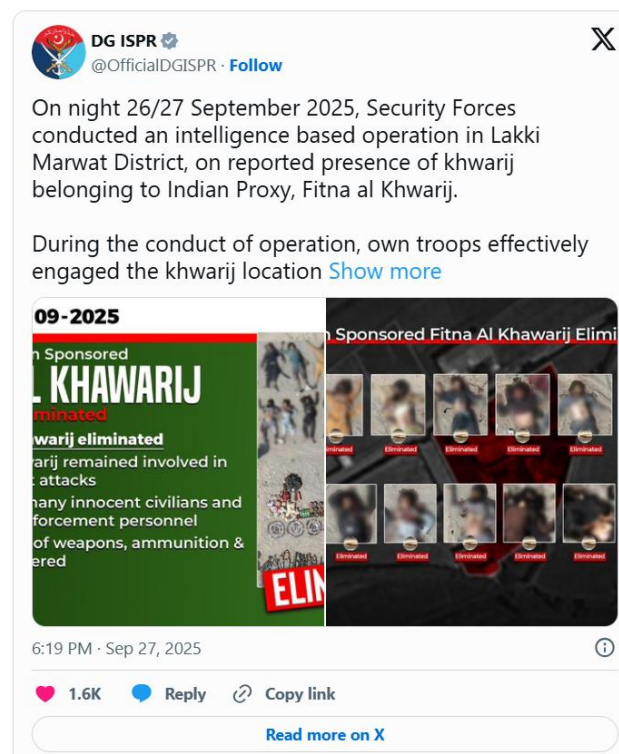 DG ISPR
@OfficialDGISPR · Follow
On night 26/27 September 2025, Security Forces
conducted an intelligence based operation in Lakki
Marwat District, on reported presence of khwarij
belonging to Indian Proxy, Fitna al Khwarij.
During the conduct of operation, own troops effectively
engaged the khwarij location Show more
09-2025
n Sponsored
L KHAWARIJ
minated
warij eliminated
arij remained involved in
t attacks
many innocent civilians and
forcement personnel
of weapons, ammunition &
ered
ELIM
n Sponsored Fitna Al Khawarij Elimi
Eliminated
Eliminated
Eliminated
Eliminated
Eliminated
Eliminated
Eliminated
Eliminated
Eliminated
Eliminated
6:19 PM · Sep 27, 2025
1.6K
Reply
Copy link
Read more on X